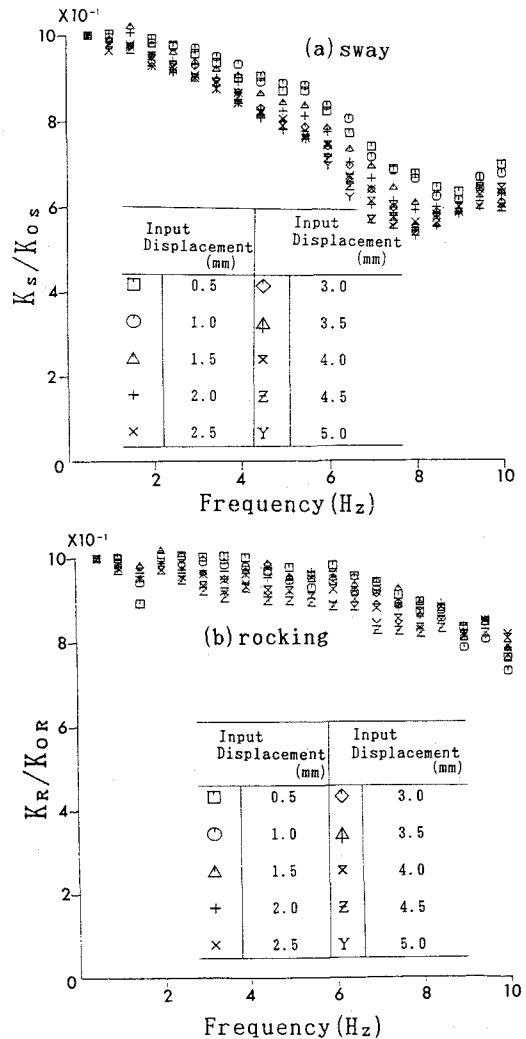 X10⁻¹
10
8
6
4
2
0
(a) sway
Ks/Kos
Input Displacement (mm) Input Displacement (mm)
0.5 3.0
1.0 3.5
1.5 4.0
2.0 4.5
2.5 5.0
2 4 6 8 10
Frequency(Hz)
X10⁻¹
10
8
6
4
2
0
(b) rocking
KR/KOR
Input Displacement (mm) Input Displacement (mm)
0.5 3.0
1.0 3.5
1.5 4.0
2.0 4.5
2.5 5.0
2 4 6 8 10
Frequency(Hz)